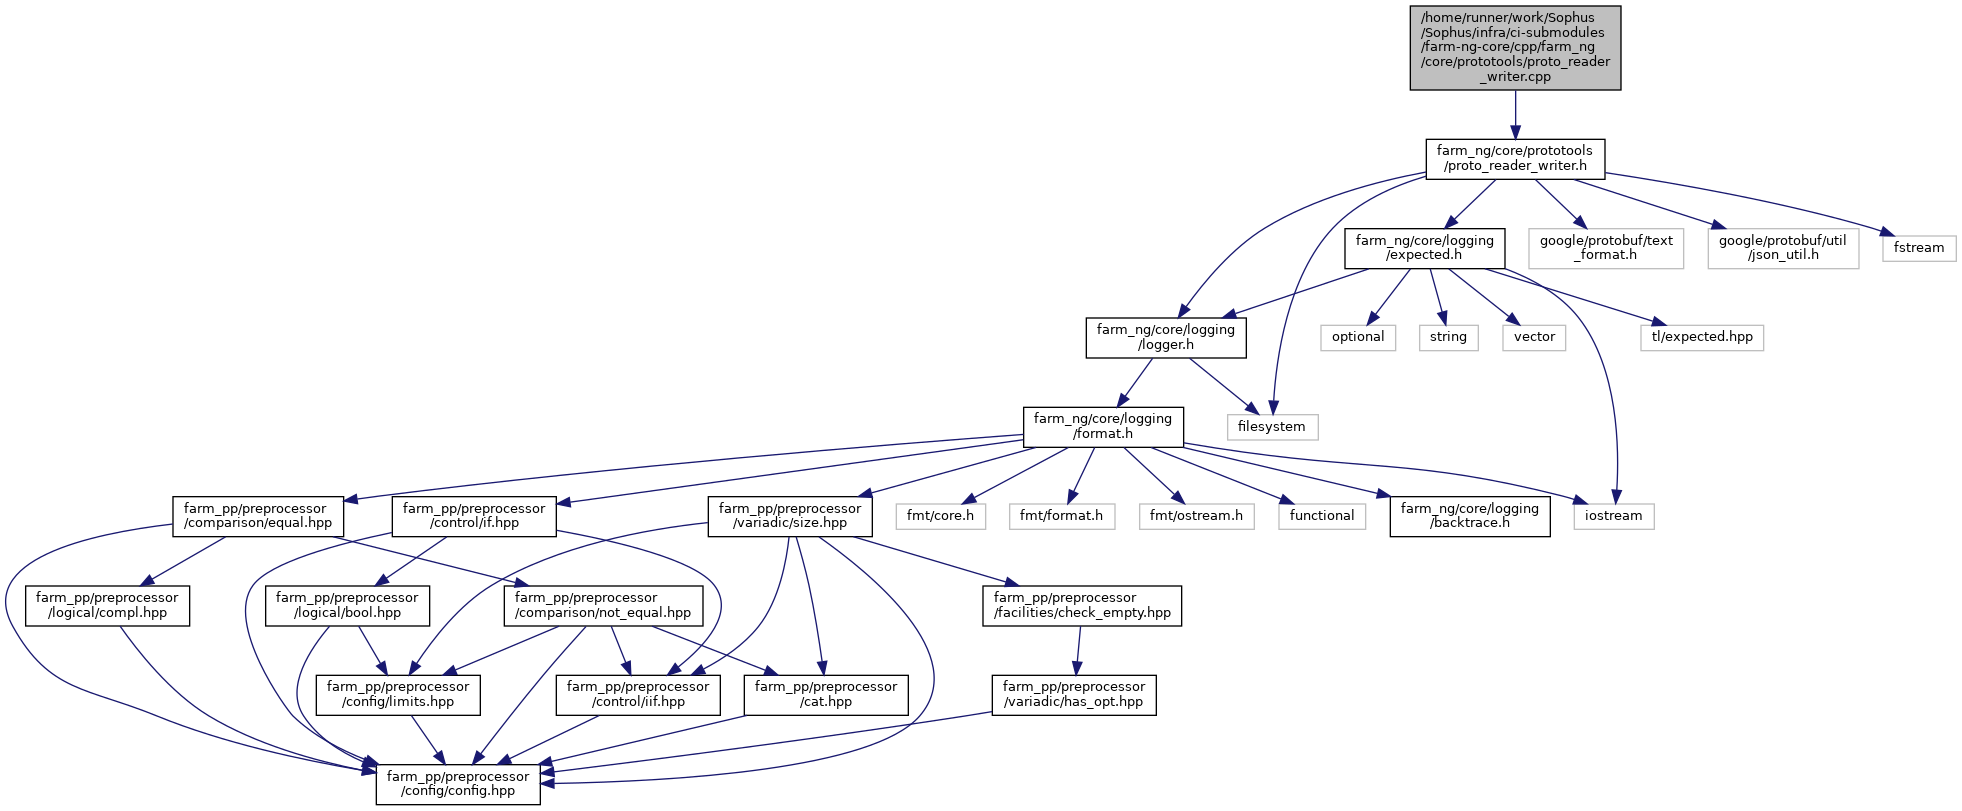 /home/runner/work/Sophus
/Sophus/infra/ci-submodules
/farm-ng-core/cpp/farm_ng
/core/prototools/proto_reader
_writer.cpp
farm_ng/core/prototools
/proto_reader_writer.h
farm_ng/core/logging
/expected.h
google/protobuf/text
_format.h
google/protobuf/util
/json_util.h
fstream
farm_ng/core/logging
/logger.h
optional
string
vector
tl/expected.hpp
farm_ng/core/logging
/format.h
filesystem
farm_pp/preprocessor
/comparison/equal.hpp
farm_pp/preprocessor
/control/if.hpp
farm_pp/preprocessor
/variadic/size.hpp
fmt/core.h
fmt/format.h
fmt/ostream.h
functional
farm_ng/core/logging
/backtrace.h
iostream
farm_pp/preprocessor
/logical/compl.hpp
farm_pp/preprocessor
/logical/bool.hpp
farm_pp/preprocessor
/comparison/not_equal.hpp
farm_pp/preprocessor
/facilities/check_empty.hpp
farm_pp/preprocessor
/config/limits.hpp
farm_pp/preprocessor
/control/iif.hpp
farm_pp/preprocessor
/cat.hpp
farm_pp/preprocessor
/variadic/has_opt.hpp
farm_pp/preprocessor
/config/config.hpp